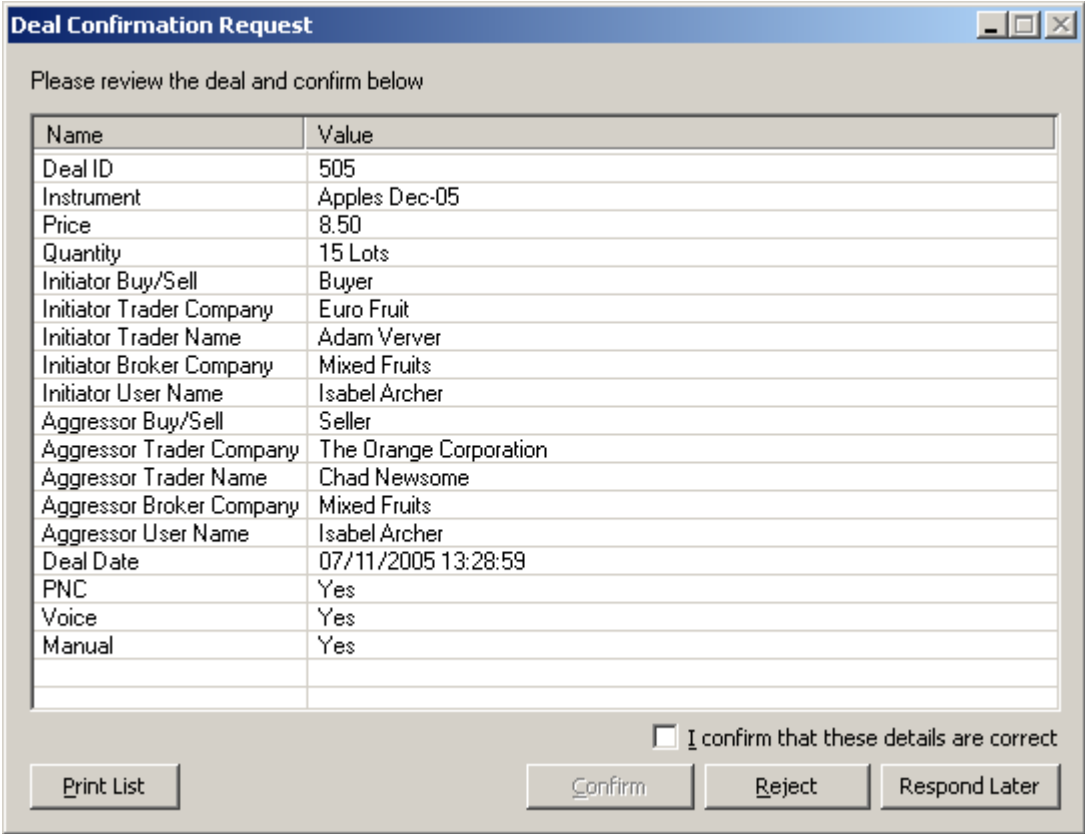 Deal Confirmation Request
Please review the deal and confirm below
Name Value
Deal ID 505
Instrument Apples Dec-05
Price 8.50
Quantity 15 Lots
Initiator Buy/Sell Buyer
Initiator Trader Company Euro Fruit
Initiator Trader Name Adam Verver
Initiator Broker Company Mixed Fruits
Initiator User Name Isabel Archer
Aggressor Buy/Sell Seller
Aggressor Trader Company The Orange Corporation
Aggressor Trader Name Chad Newsome
Aggressor Broker Company Mixed Fruits
Aggressor User Name Isabel Archer
Deal Date 07/11/2005 13:28:59
PNC Yes
Voice Yes
Manual Yes
I confirm that these details are correct
Print List Confirm Reject Respond Later